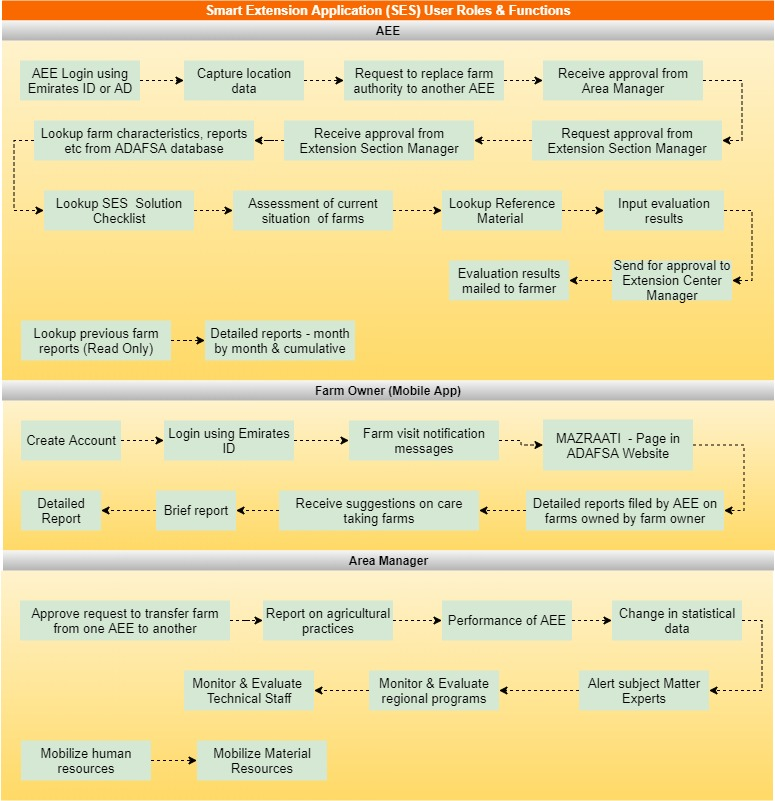 Smart Extension Application (SES) User Roles & Functions
AEE
AEE Login using
Emirates ID or AD
Capture location
data
Request to replace farm
authority to another AEE
Receive approval from
Area Manager
Request approval from
Extension Section Manager
Receive approval from
Extension Section Manager
Lookup farm characteristics, reports
etc from ADAFSA database
Lookup SES  Solution
Checklist
Assessment of current
situation  of farms
Lookup Reference
Material
Input evaluation
results
Send for approval to
Extension Center
Manager
Evaluation results
mailed to farmer
Lookup previous farm
reports (Read Only)
Detailed reports - month
by month & cumulative
Farm Owner (Mobile App)
Create Account
Login using Emirates
ID
Farm visit notification
messages
MAZRAATI  - Page in
ADAFSA Website
Detailed reports filed by AEE on
farms owned by farm owner
Receive suggestions on care
taking farms
Brief report
Detailed
Report
Area Manager
Approve request to transfer farm
from one AEE to another
Report on agricultural
practices
Performance of AEE
Change in statistical
data
Alert subject Matter
Experts
Monitor & Evaluate
regional programs
Monitor & Evaluate
Technical Staff
Mobilize human
resources
Mobilize Material
Resources